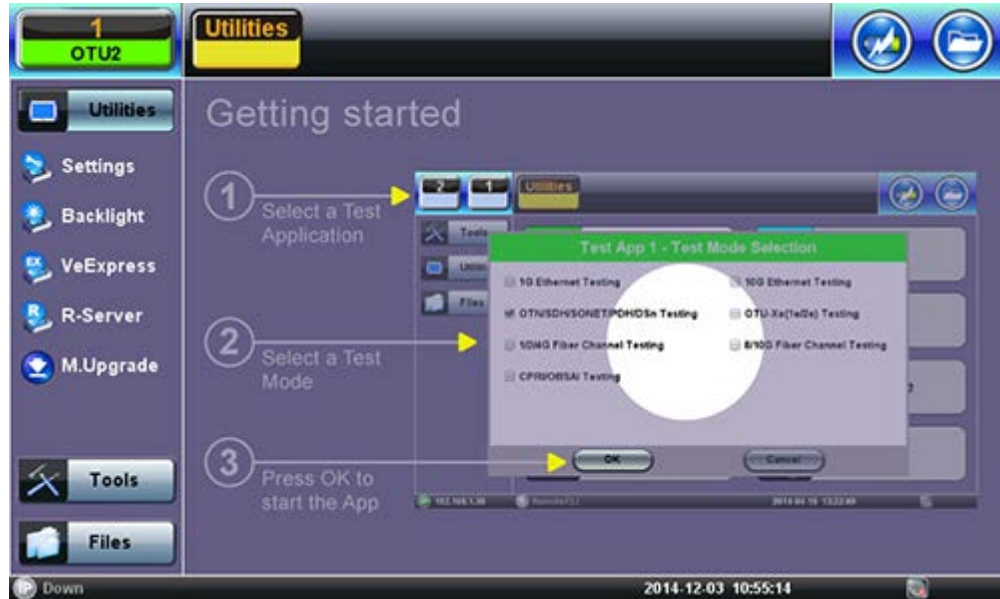 1
OTU2
Utilities
Utilities
Settings
Backlight
VeExpress
R-Server
M.Upgrade
Tools
Files
Getting started
1
Select a Test
Application
2
Select a Test
Mode
3
Press OK to
start the App
2 1
Utilities
Tools
Files
Test App 1 - Test Mode Selection
1G Ethernet Testing
10G Ethernet Testing
OTN/SDH/SONET/PDH/DSn Testing
OTU-Xe(1e/2e) Testing
1/2/4G Fiber Channel Testing
8/10G Fiber Channel Testing
CPRI/OBSAI Testing
OK
Cancel
IP Down
2014-12-03 10:55:14